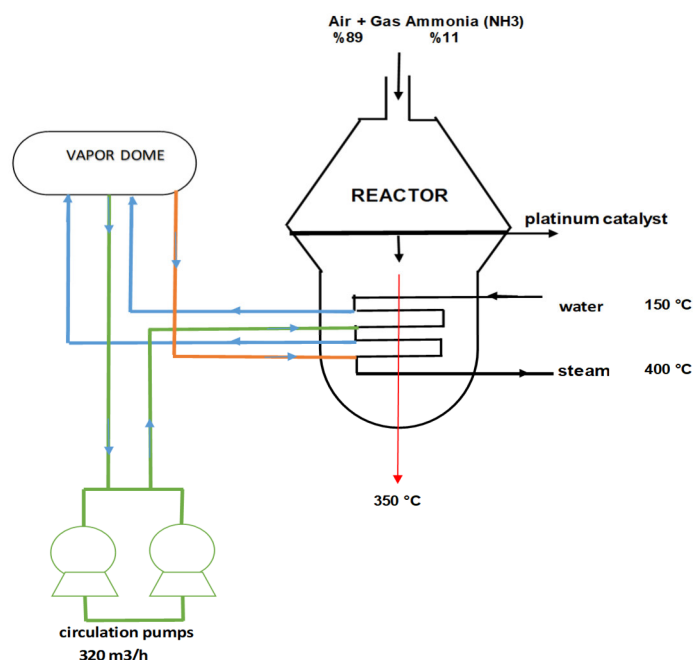 Air + Gas Ammonia (NH3)
%89 %11
VAPOR DOME
REACTOR
platinum catalyst
water 150 °C
steam 400 °C
350 °C
circulation pumps
320 m3/h